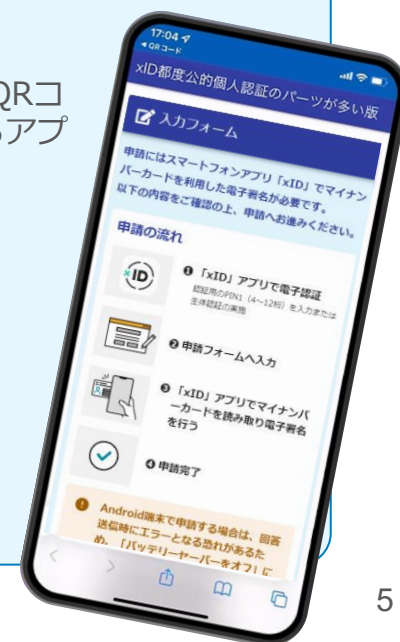 QRコ
るアプ
17:04
◀ QRコード
xID都度公的個人認証のパーツが多い版
入力フォーム
申請にはスマートフォンアプリ「xID」でマイナン
バーカードを利用した電子署名が必要です。
以下の内容をご確認の上、申請へお進みください。
申請の流れ
xID
❶ 「xID」アプリで電子認証
認証用のPIN1（4～12桁）を入力または
生体認証の実施
❷ 申請フォームへ入力
❸ 「xID」アプリでマイナンバ
ーカードを読み取り電子署名
を行う
❹ 申請完了
Android端末で申請する場合は、回答
送信時にエラーとなる恐れがあるた
め、「バッテリーセーバーをオフ」に
5